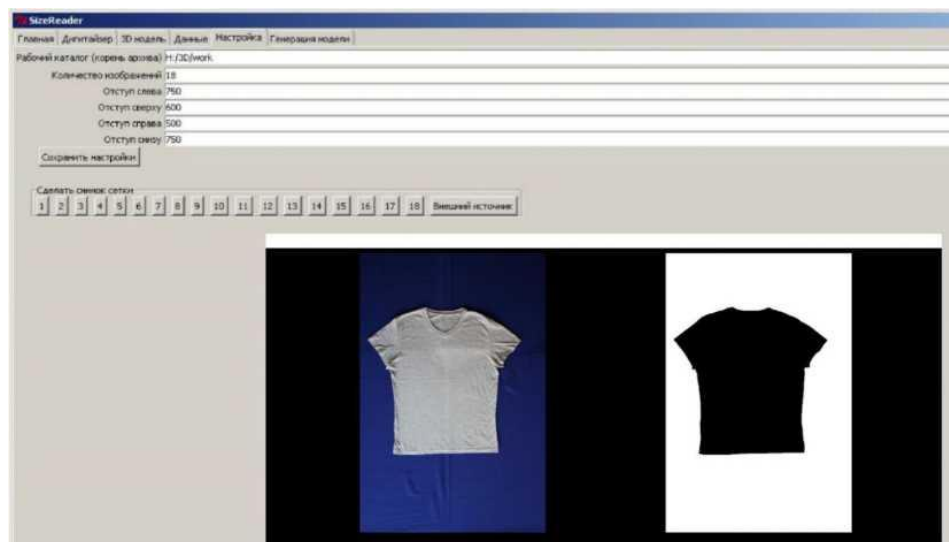 SizeReader
Главная Дигитайзер 3D модель Данные Настройка Генерация модели
Рабочий каталог (корень архива) H:/3D/work
Количество изображений 18
Отступ слева 750
Отступ сверху 600
Отступ справа 500
Отступ снизу 750
Сохранить настройки
Сделать снимок сетки
1 2 3 4 5 6 7 8 9 10 11 12 13 14 15 16 17 18 Внешний источник